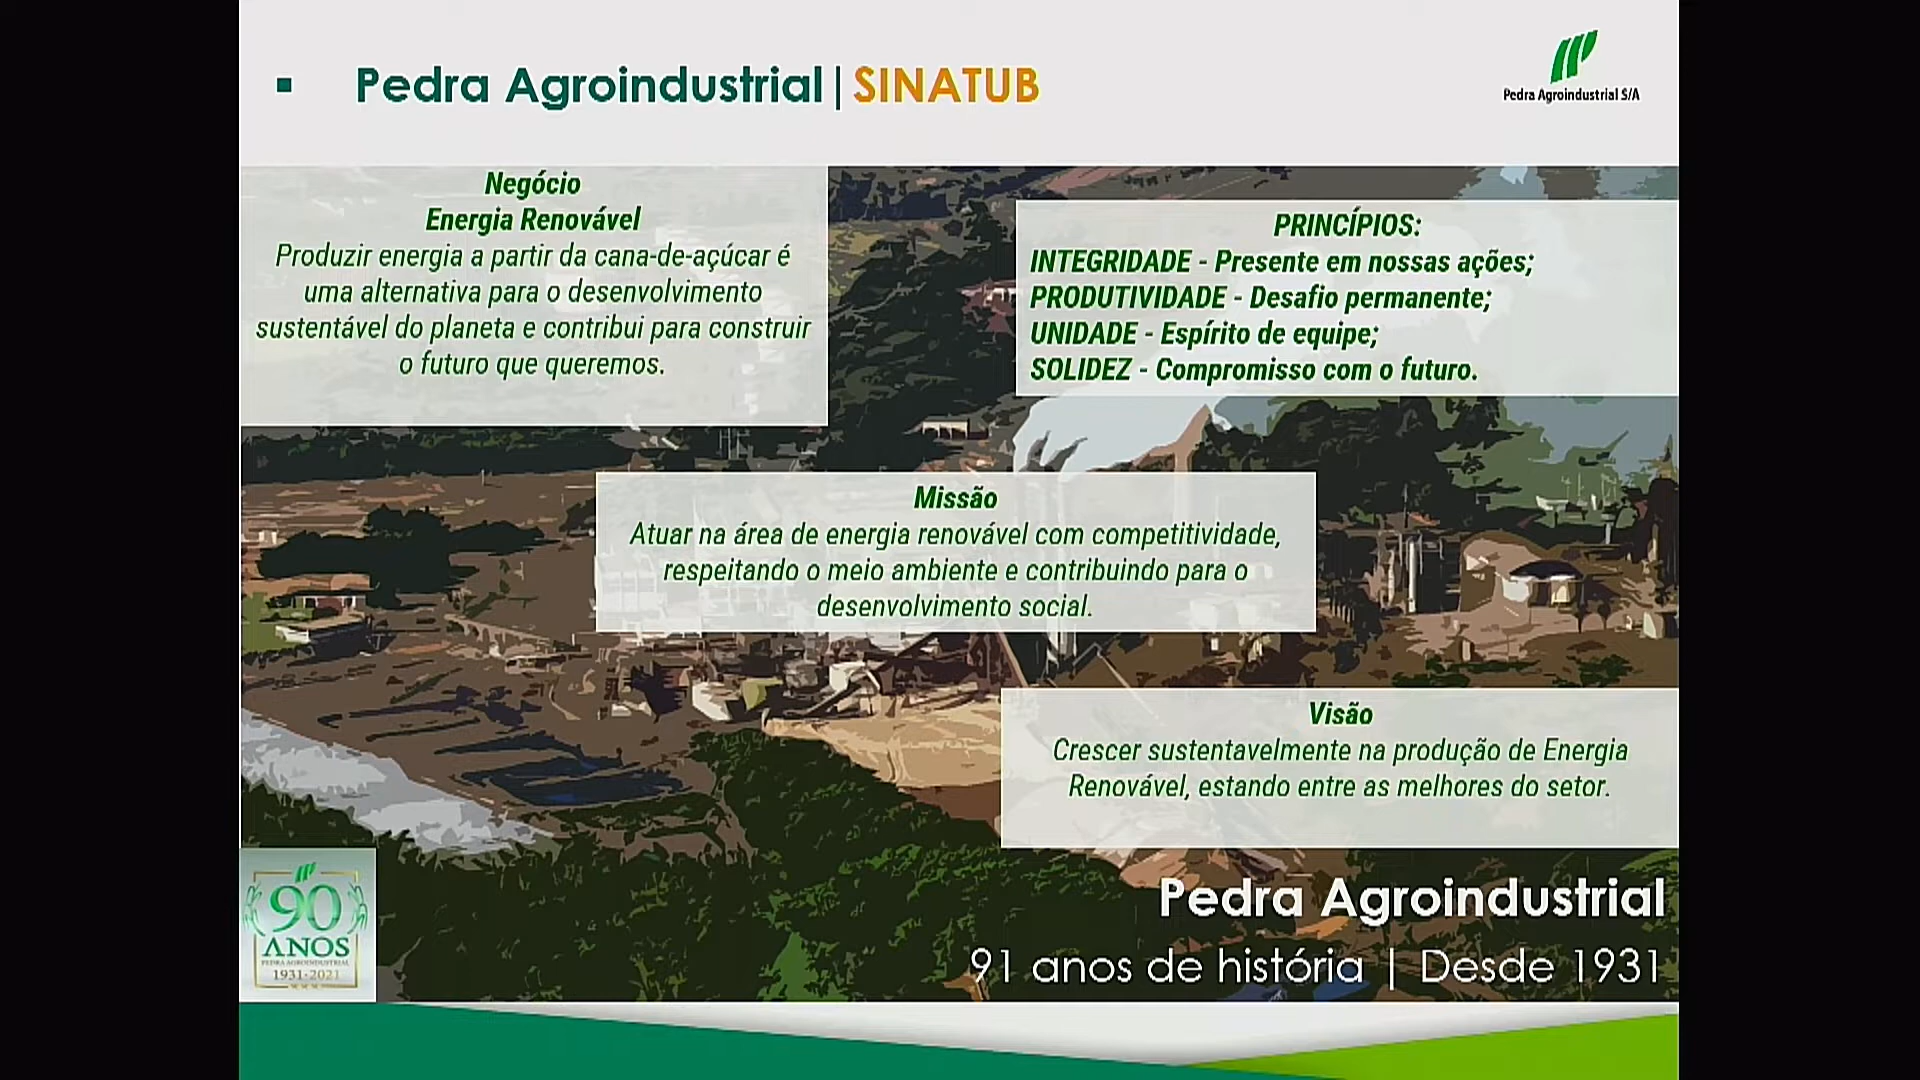 ▪ Pedra Agroindustrial | SINATUB
Pedra Agroindustrial S/A
Negócio
Energia Renovável
Produzir energia a partir da cana-de-açúcar é
uma alternativa para o desenvolvimento
sustentável do planeta e contribui para construir
o futuro que queremos.
PRINCÍPIOS:
INTEGRIDADE - Presente em nossas ações;
PRODUTIVIDADE - Desafio permanente;
UNIDADE - Espírito de equipe;
SOLIDEZ - Compromisso com o futuro.
Missão
Atuar na área de energia renovável com competitividade,
respeitando o meio ambiente e contribuindo para o
desenvolvimento social.
Visão
Crescer sustentavelmente na produção de Energia
Renovável, estando entre as melhores do setor.
90
ANOS
PEDRA AGROINDUSTRIAL
1931-2021
Pedra Agroindustrial
91 anos de história | Desde 1931